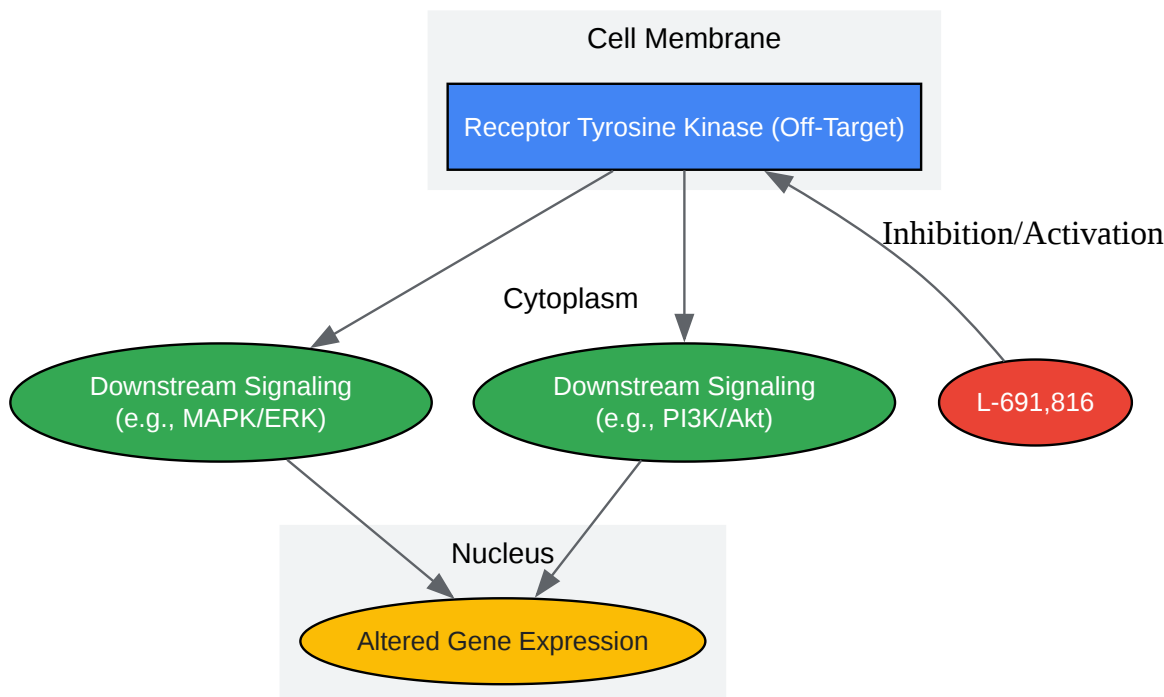 Cell Membrane
Receptor Tyrosine Kinase (Off-Target)
Inhibition/Activation
Cytoplasm
Downstream Signaling
(e.g., MAPK/ERK)
Downstream Signaling
(e.g., PI3K/Akt)
L-691,816
Nucleus
Altered Gene Expression